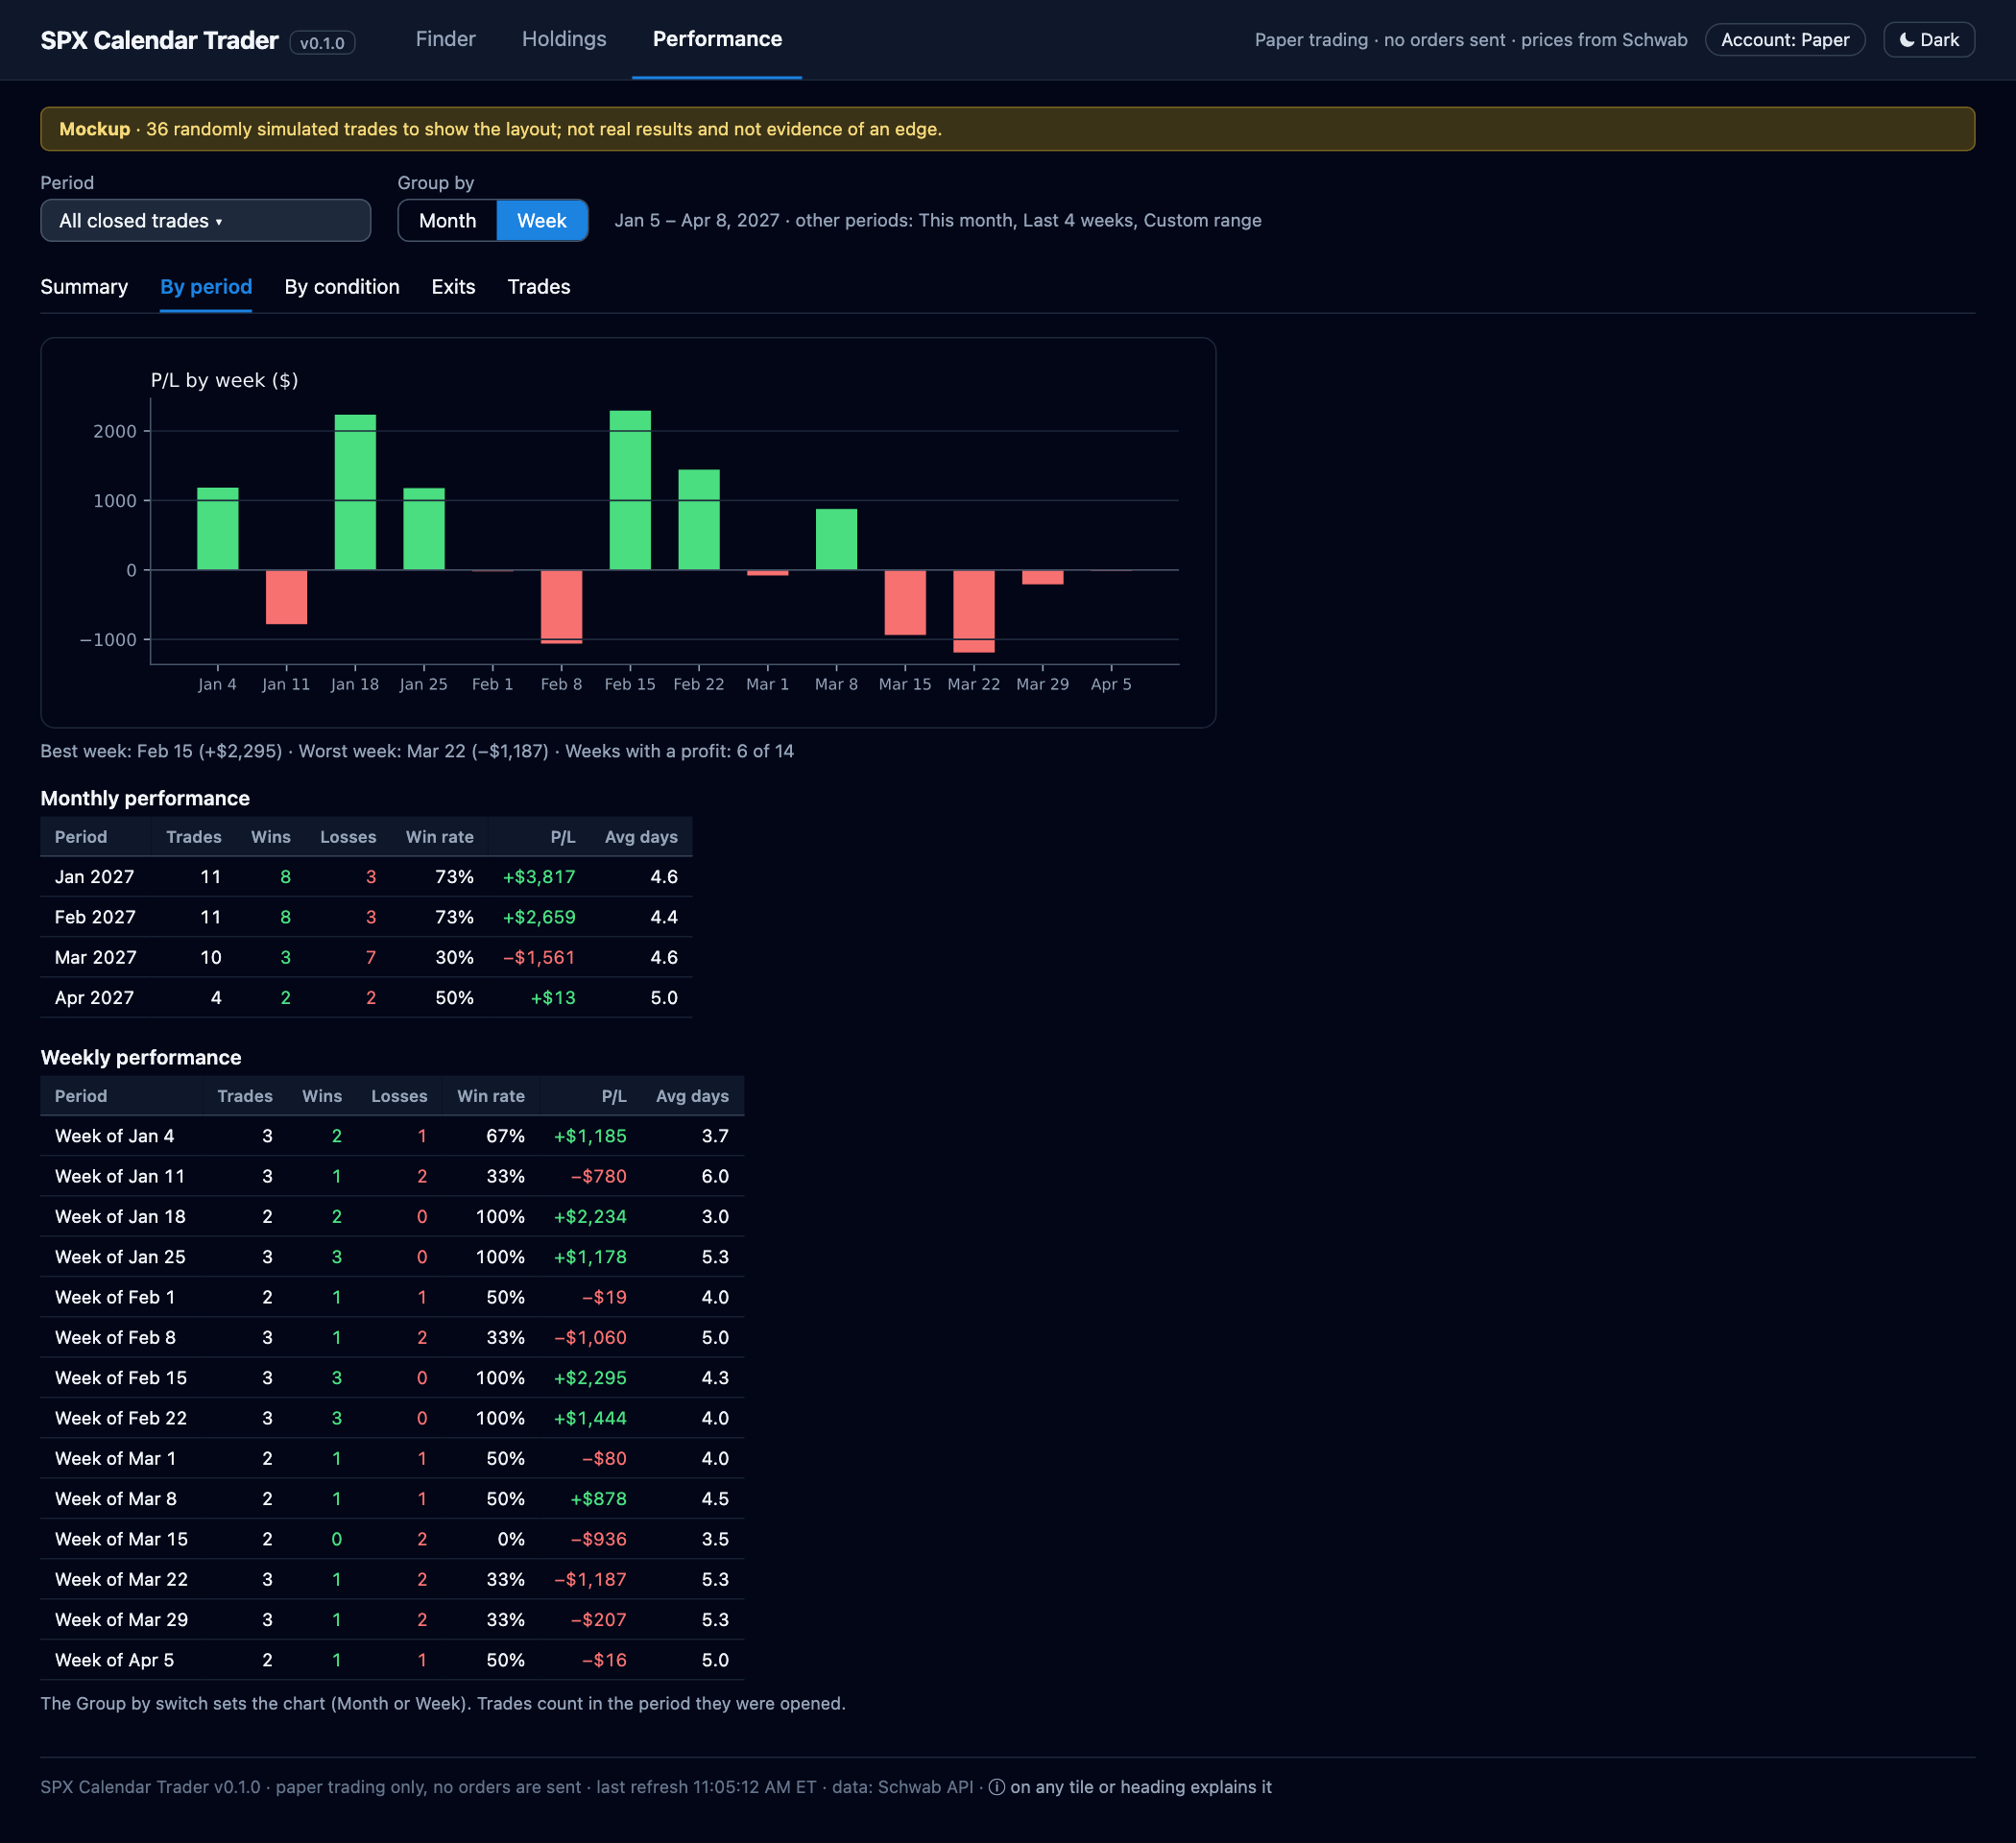 SPX Calendar Trader v0.1.0 Finder Holdings Performance Paper trading · no orders sent · prices from Schwab Account: Paper Dark
Mockup · 36 randomly simulated trades to show the layout; not real results and not evidence of an edge.
Period Group by
All closed trades ▾ Month Week Jan 5 – Apr 8, 2027 · other periods: This month, Last 4 weeks, Custom range
Summary By period By condition Exits Trades
P/L by week ($)
2000
1000
0
−1000
Jan 4 Jan 11 Jan 18 Jan 25 Feb 1 Feb 8 Feb 15 Feb 22 Mar 1 Mar 8 Mar 15 Mar 22 Mar 29 Apr 5
Best week: Feb 15 (+$2,295) · Worst week: Mar 22 (−$1,187) · Weeks with a profit: 6 of 14
Monthly performance
Period Trades Wins Losses Win rate P/L Avg days
Jan 2027 11 8 3 73% +$3,817 4.6
Feb 2027 11 8 3 73% +$2,659 4.4
Mar 2027 10 3 7 30% −$1,561 4.6
Apr 2027 4 2 2 50% +$13 5.0
Weekly performance
Period Trades Wins Losses Win rate P/L Avg days
Week of Jan 4 3 2 1 67% +$1,185 3.7
Week of Jan 11 3 1 2 33% −$780 6.0
Week of Jan 18 2 2 0 100% +$2,234 3.0
Week of Jan 25 3 3 0 100% +$1,178 5.3
Week of Feb 1 2 1 1 50% −$19 4.0
Week of Feb 8 3 1 2 33% −$1,060 5.0
Week of Feb 15 3 3 0 100% +$2,295 4.3
Week of Feb 22 3 3 0 100% +$1,444 4.0
Week of Mar 1 2 1 1 50% −$80 4.0
Week of Mar 8 2 1 1 50% +$878 4.5
Week of Mar 15 2 0 2 0% −$936 3.5
Week of Mar 22 3 1 2 33% −$1,187 5.3
Week of Mar 29 3 1 2 33% −$207 5.3
Week of Apr 5 2 1 1 50% −$16 5.0
The Group by switch sets the chart (Month or Week). Trades count in the period they were opened.
SPX Calendar Trader v0.1.0 · paper trading only, no orders are sent · last refresh 11:05:12 AM ET · data: Schwab API · ⓘ on any tile or heading explains it